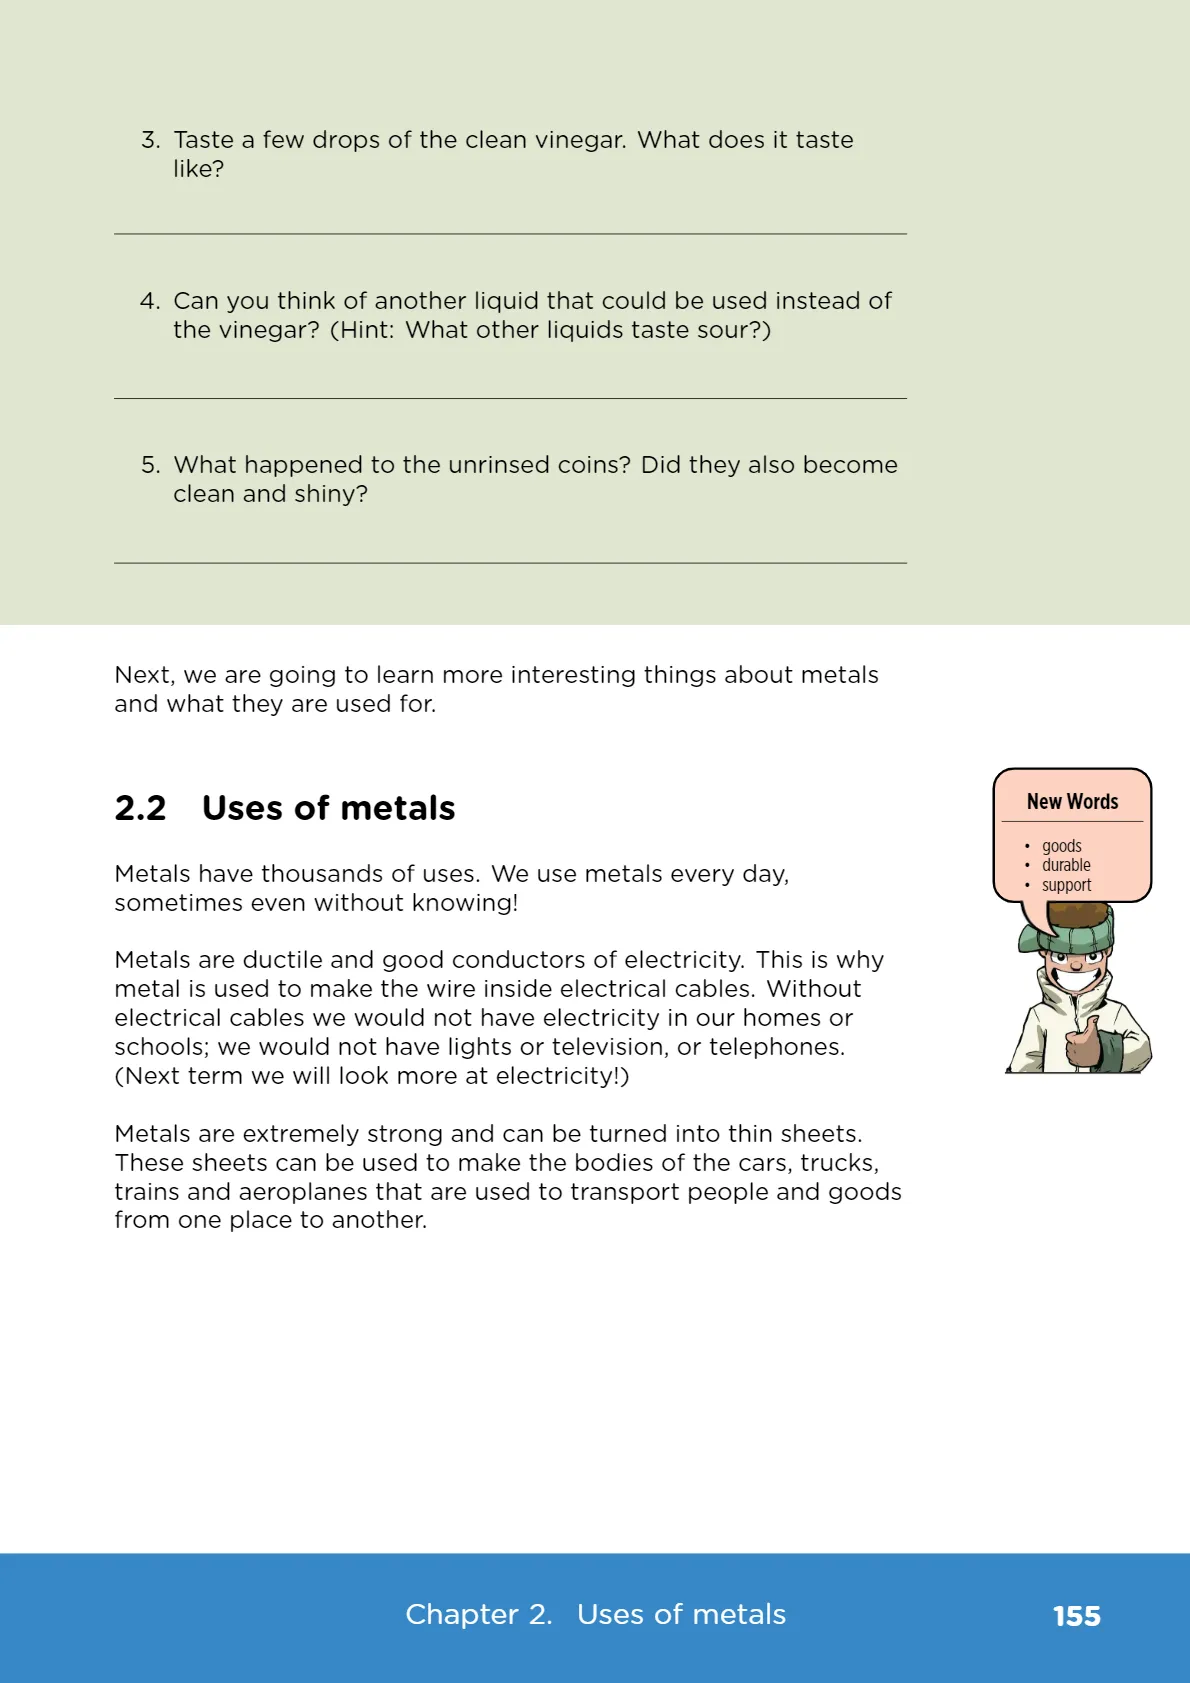 3. Taste a few drops of the clean vinegar. What does it taste
like?
4. Can you think of another liquid that could be used instead of
the vinegar? (Hint: What other liquids taste sour?)
5. What happened to the unrinsed coins? Did they also become
clean and shiny?
Next, we are going to learn more interesting things about metals
and what they are used for.
2.2 Uses of metals
Metals have thousands of uses. We use metals every day,
sometimes even without knowing!
Metals are ductile and good conductors of electricity. This is why
metal is used to make the wire inside electrical cables. Without
electrical cables we would not have electricity in our homes or
schools; we would not have lights or television, or telephones.
(Next term we will look more at electricity!)
Metals are extremely strong and can be turned into thin sheets.
These sheets can be used to make the bodies of the cars, trucks,
trains and aeroplanes that are used to transport people and goods
from one place to another.
New Words
• goods
• durable
• support
Chapter 2. Uses of metals
155